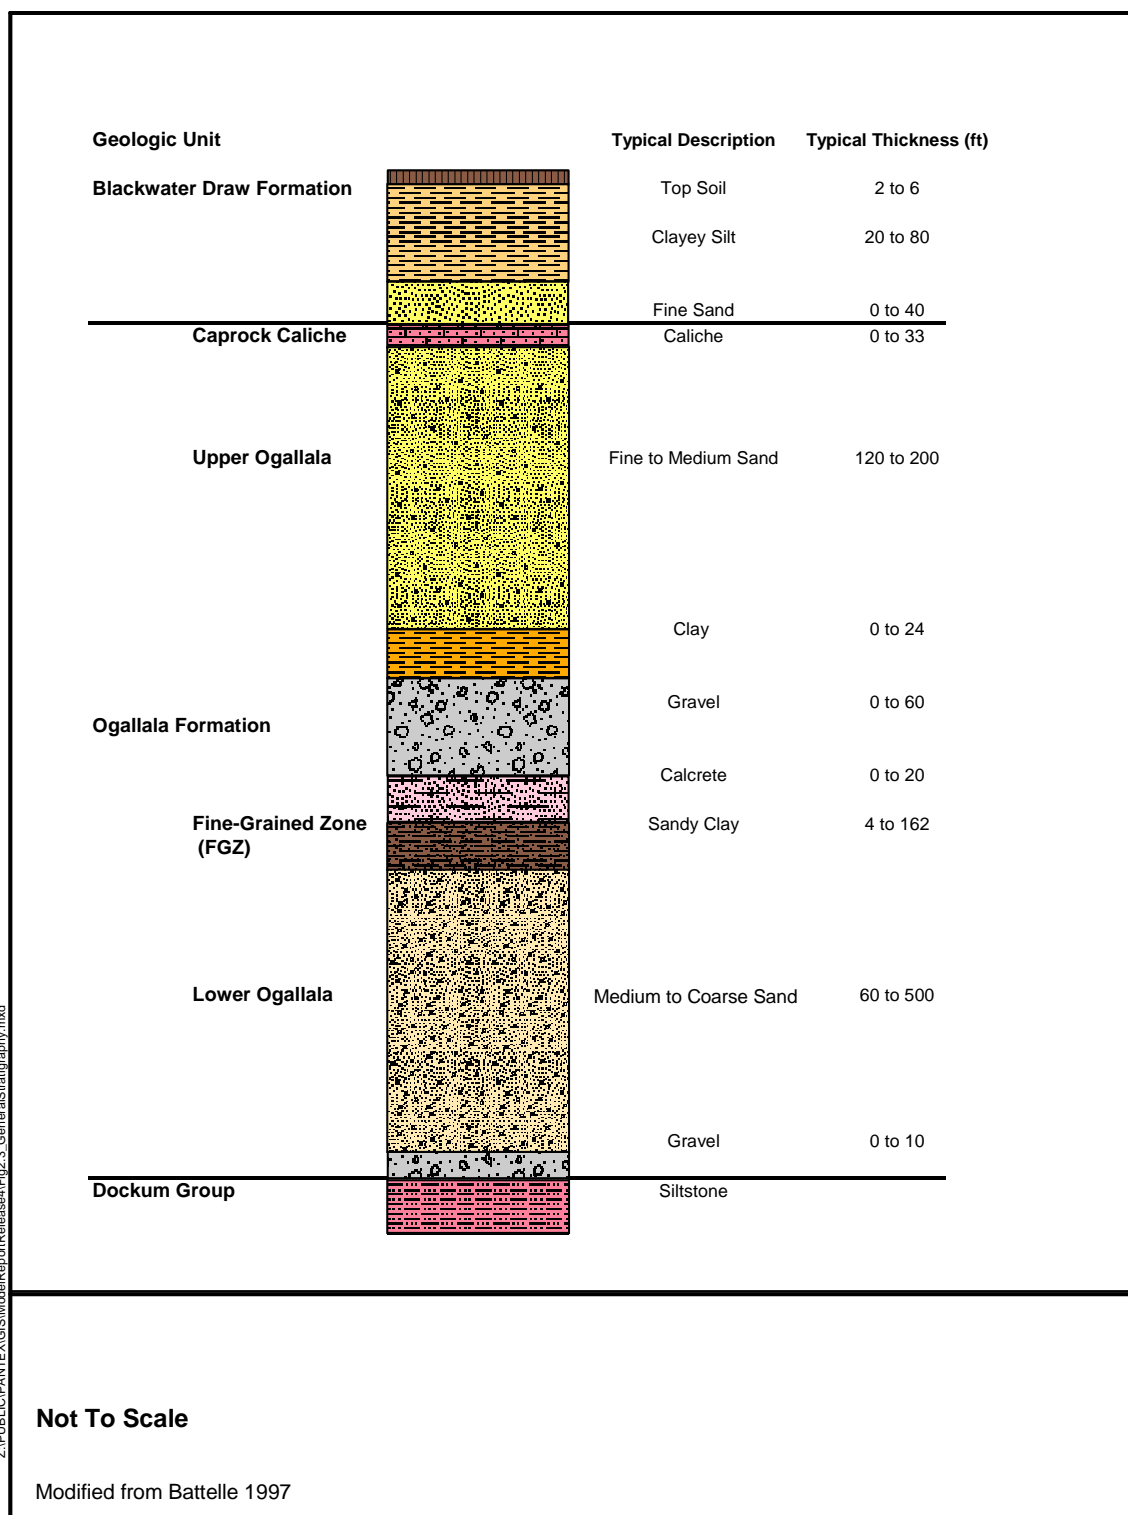 Geologic Unit Typical Description Typical Thickness (ft)
Blackwater Draw Formation Top Soil 2 to 6
Clayey Silt 20 to 80
Fine Sand 0 to 40
Caprock Caliche Caliche 0 to 33
Upper Ogallala Fine to Medium Sand 120 to 200
Clay 0 to 24
Gravel 0 to 60
Ogallala Formation
Calcrete 0 to 20
Fine-Grained Zone Sandy Clay 4 to 162
(FGZ)
Lower Ogallala Medium to Coarse Sand 60 to 500
Gravel 0 to 10
Dockum Group Siltstone
Not To Scale
Modified from Battelle 1997